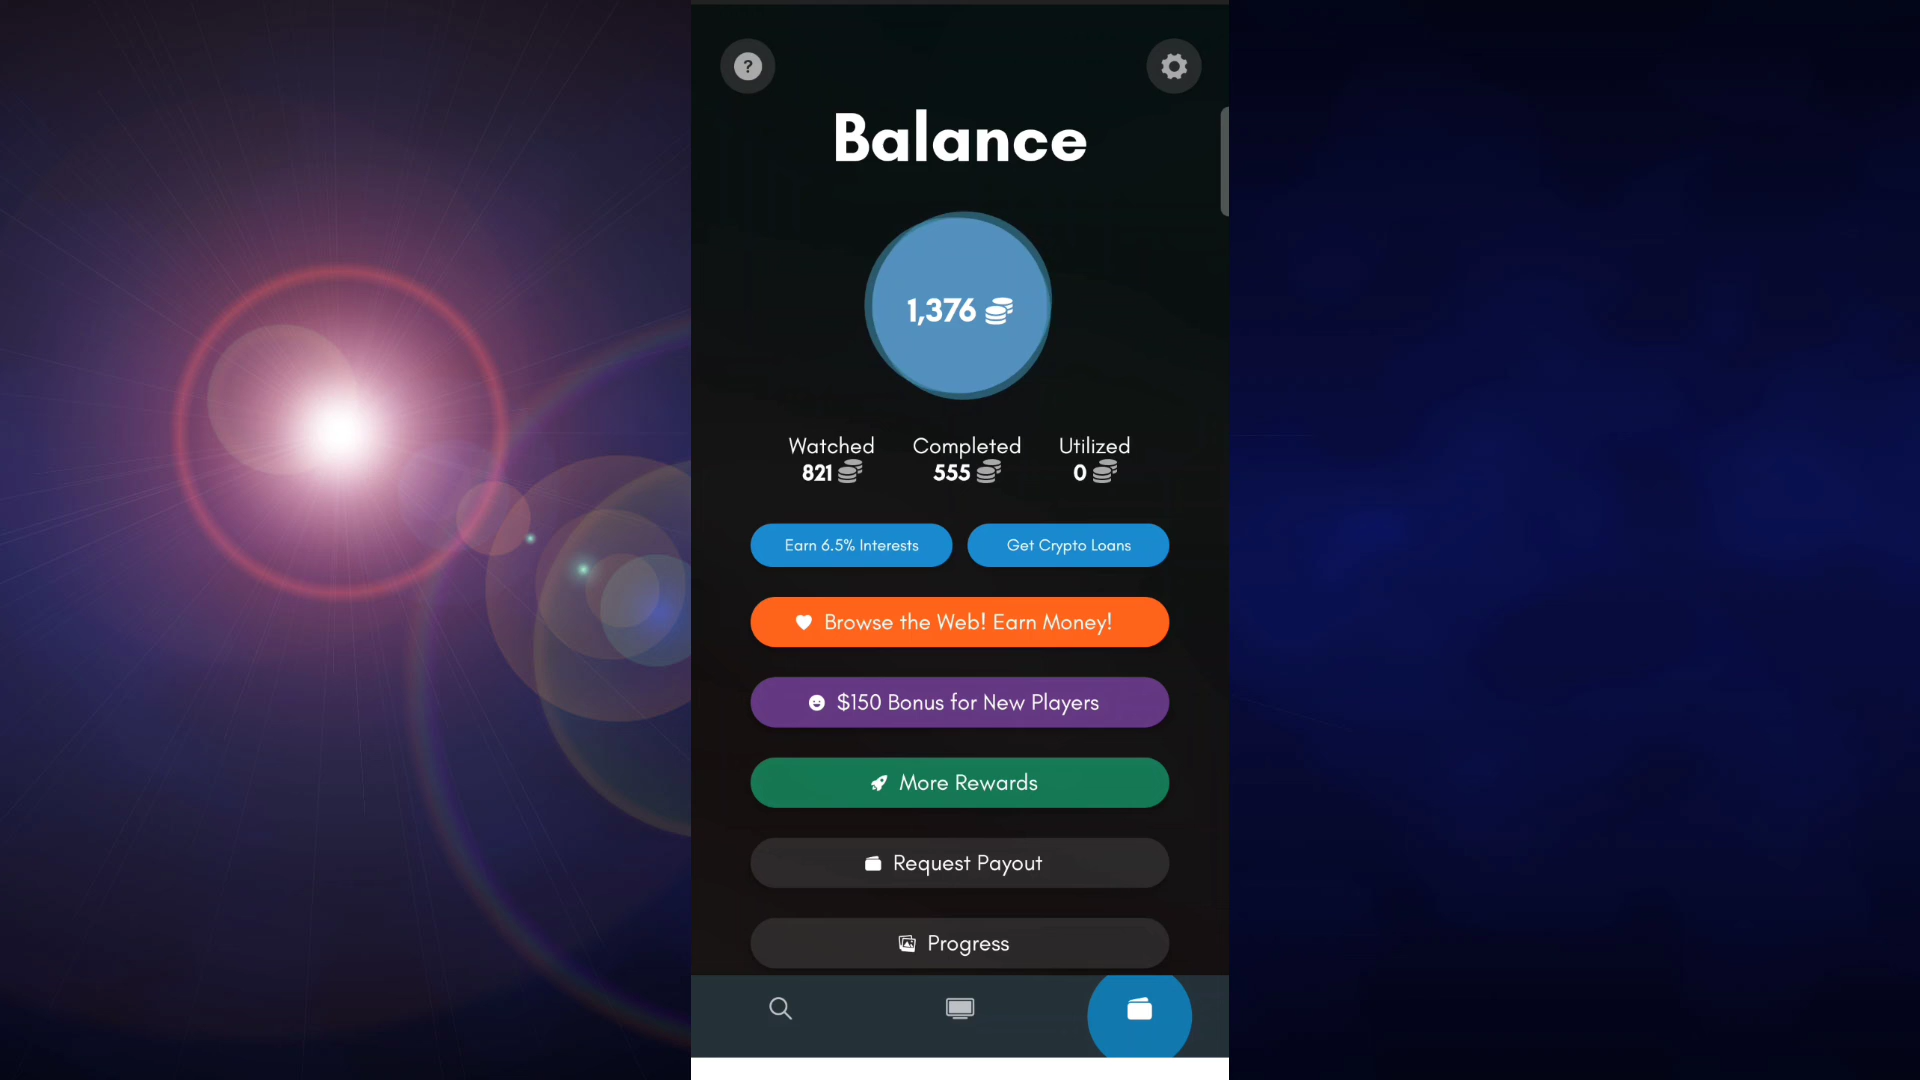 ?
Balance
1,376
Watched Completed Utilized
821 555 0
Earn 6.5% Interests Get Crypto Loans
Browse the Web! Earn Money!
$150 Bonus for New Players
More Rewards
Request Payout
Progress